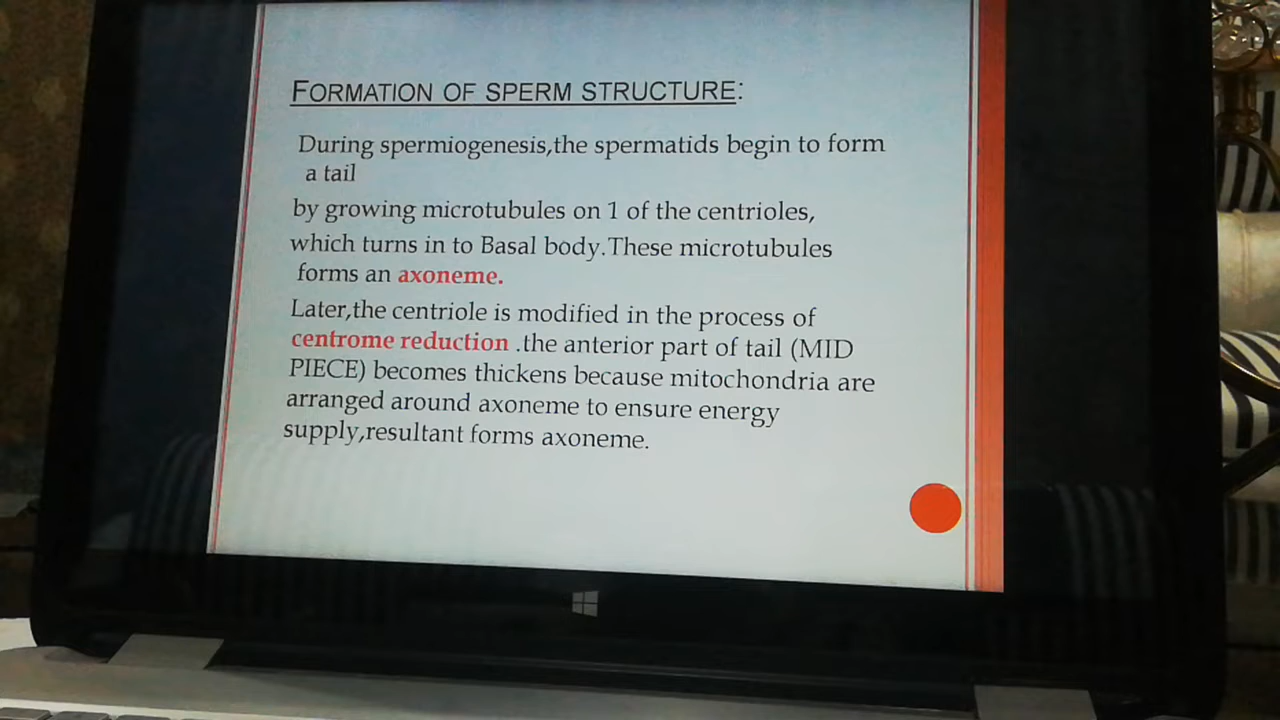 FORMATION OF SPERM STRUCTURE:
During spermiogenesis,the spermatids begin to form
a tail
by growing microtubules on 1 of the centrioles,
which turns in to Basal body.These microtubules
forms an axoneme.
Later,the centriole is modified in the process of
centrome reduction .the anterior part of tail (MID
PIECE) becomes thickens because mitochondria are
arranged around axoneme to ensure energy
supply,resultant forms axoneme.